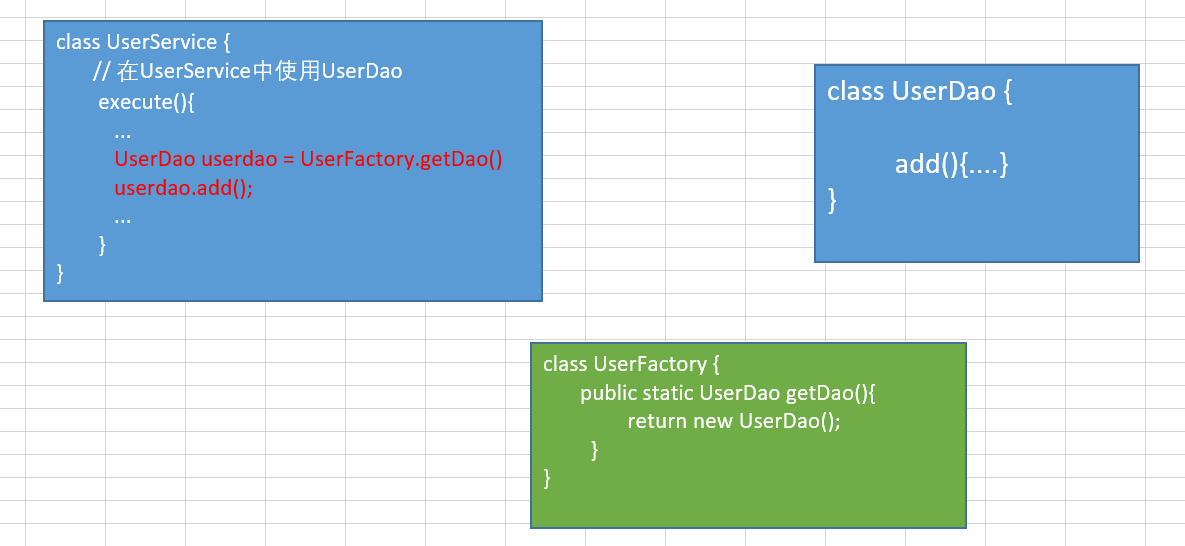 class UserService {
// 在UserService中使用UserDao
execute(){
...
UserDao userdao = UserFactory.getDao()
userdao.add();
...
}
}
class UserDao {
add(){....}
}
class UserFactory {
public static UserDao getDao(){
return new UserDao();
}
}